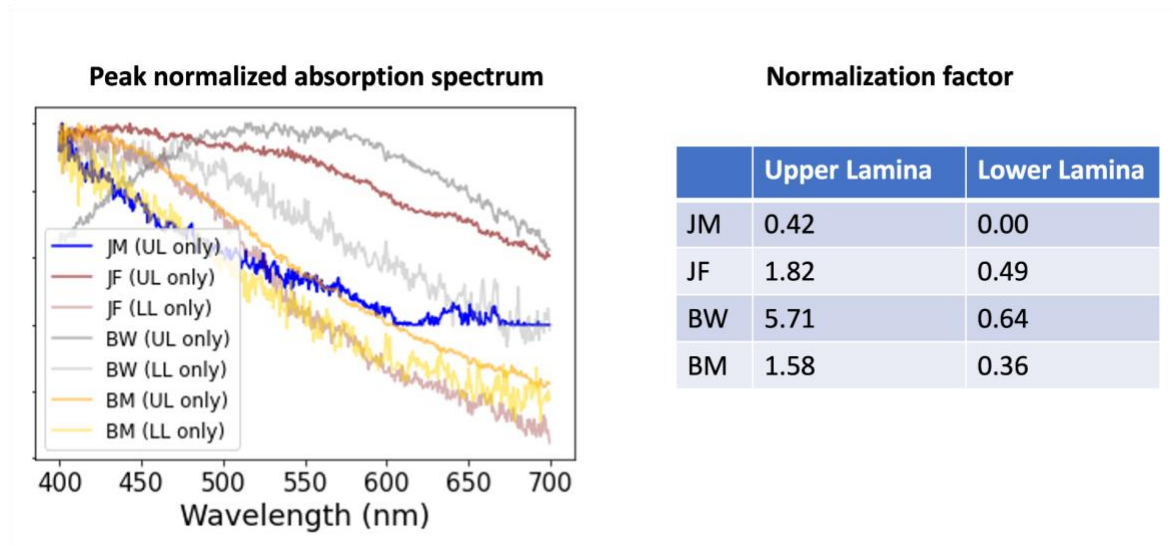 Peak normalized absorption spectrum
JM (UL only)
JF (UL only)
JF (LL only)
BW (UL only)
BW (LL only)
BM (UL only)
BM (LL only)
400 450 500 550 600 650 700
Wavelength (nm)
Normalization factor
Upper Lamina Lower Lamina
JM 0.42 0.00
JF 1.82 0.49
BW 5.71 0.64
BM 1.58 0.36